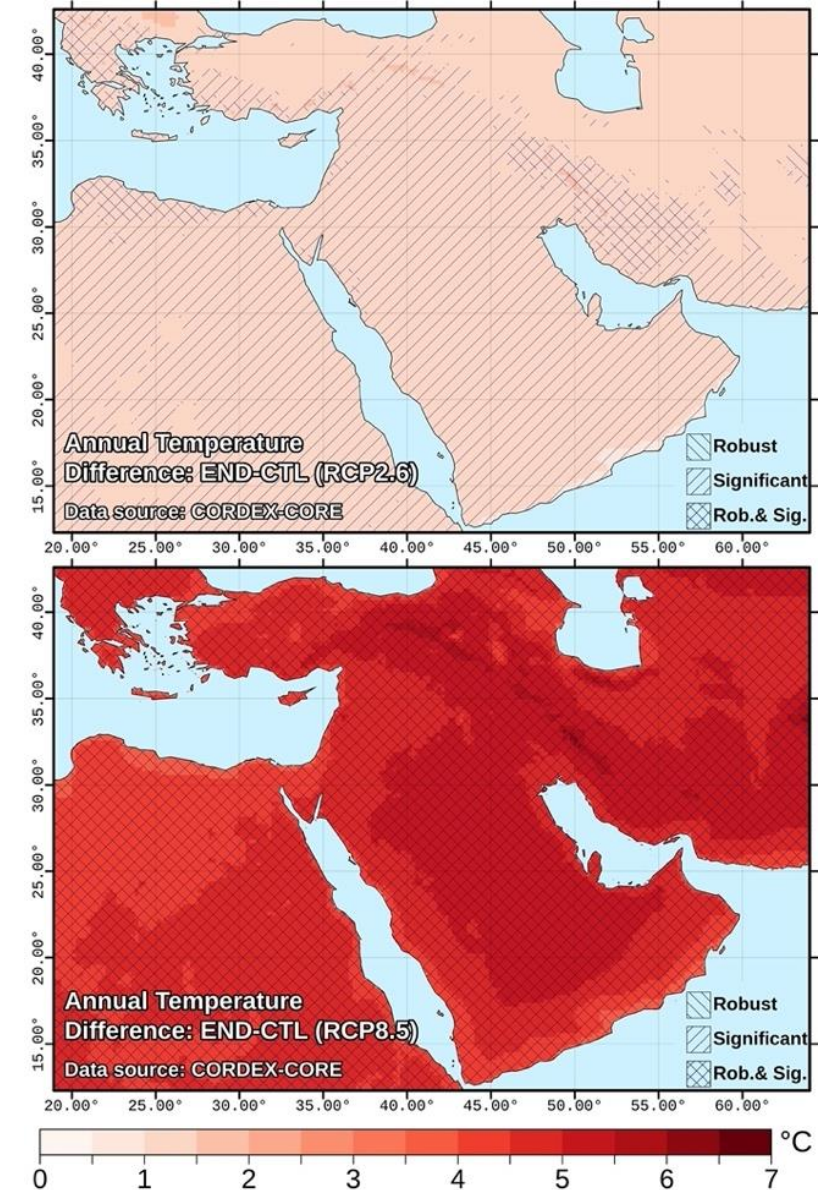 40.00°
35.00°
30.00°
25.00°
20.00°
15.00°
Annual Temperature
Difference: END-CTL (RCP2.6)
Data source: CORDEX-CORE
Robust
Significant
Rob.& Sig.
20.00° 25.00° 30.00° 35.00° 40.00° 45.00° 50.00° 55.00° 60.00°
40.00°
35.00°
30.00°
25.00°
20.00°
15.00°
Annual Temperature
Difference: END-CTL (RCP8.5)
Data source: CORDEX-CORE
Robust
Significant
Rob.& Sig.
20.00° 25.00° 30.00° 35.00° 40.00° 45.00° 50.00° 55.00° 60.00°
°C
0 1 2 3 4 5 6 7